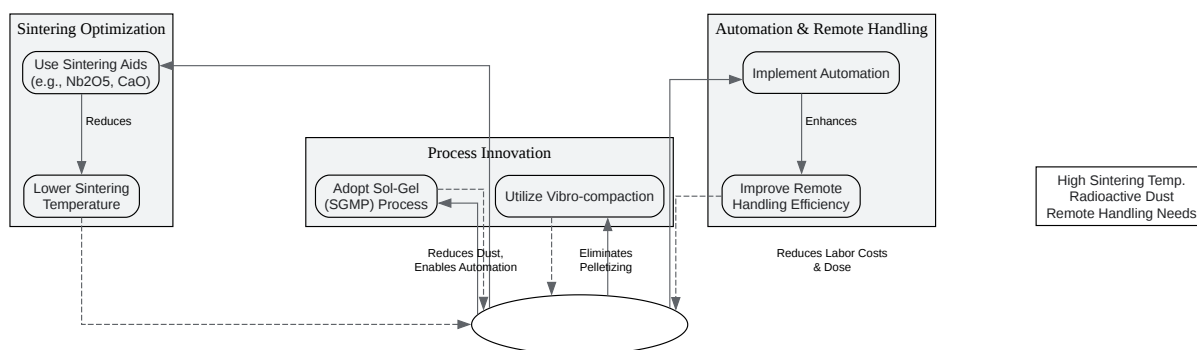 Sintering Optimization
Use Sintering Aids
(e.g., Nb2O5, CaO)
Reduces
Lower Sintering
Temperature
Process Innovation
Adopt Sol-Gel
(SGMP) Process
Utilize Vibro-compaction
Reduces Dust,
Enables Automation
Eliminates
Pelletizing
Automation & Remote Handling
Implement Automation
Enhances
Improve Remote
Handling Efficiency
Reduces Labor Costs
& Dose
High Sintering Temp.
Radioactive Dust
Remote Handling Needs